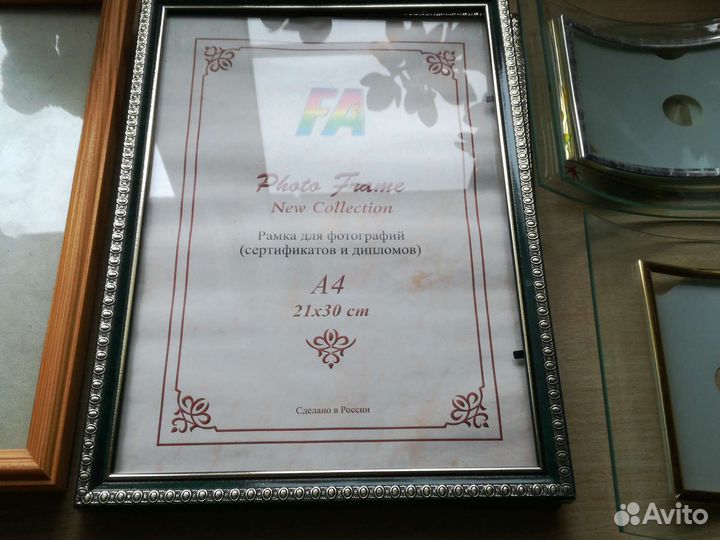 FA
Photo Frame
New Collection
Рамка для фотографий
(сертификатов и дипломов)
A4
21x30 cm
Сделано в России
Avito